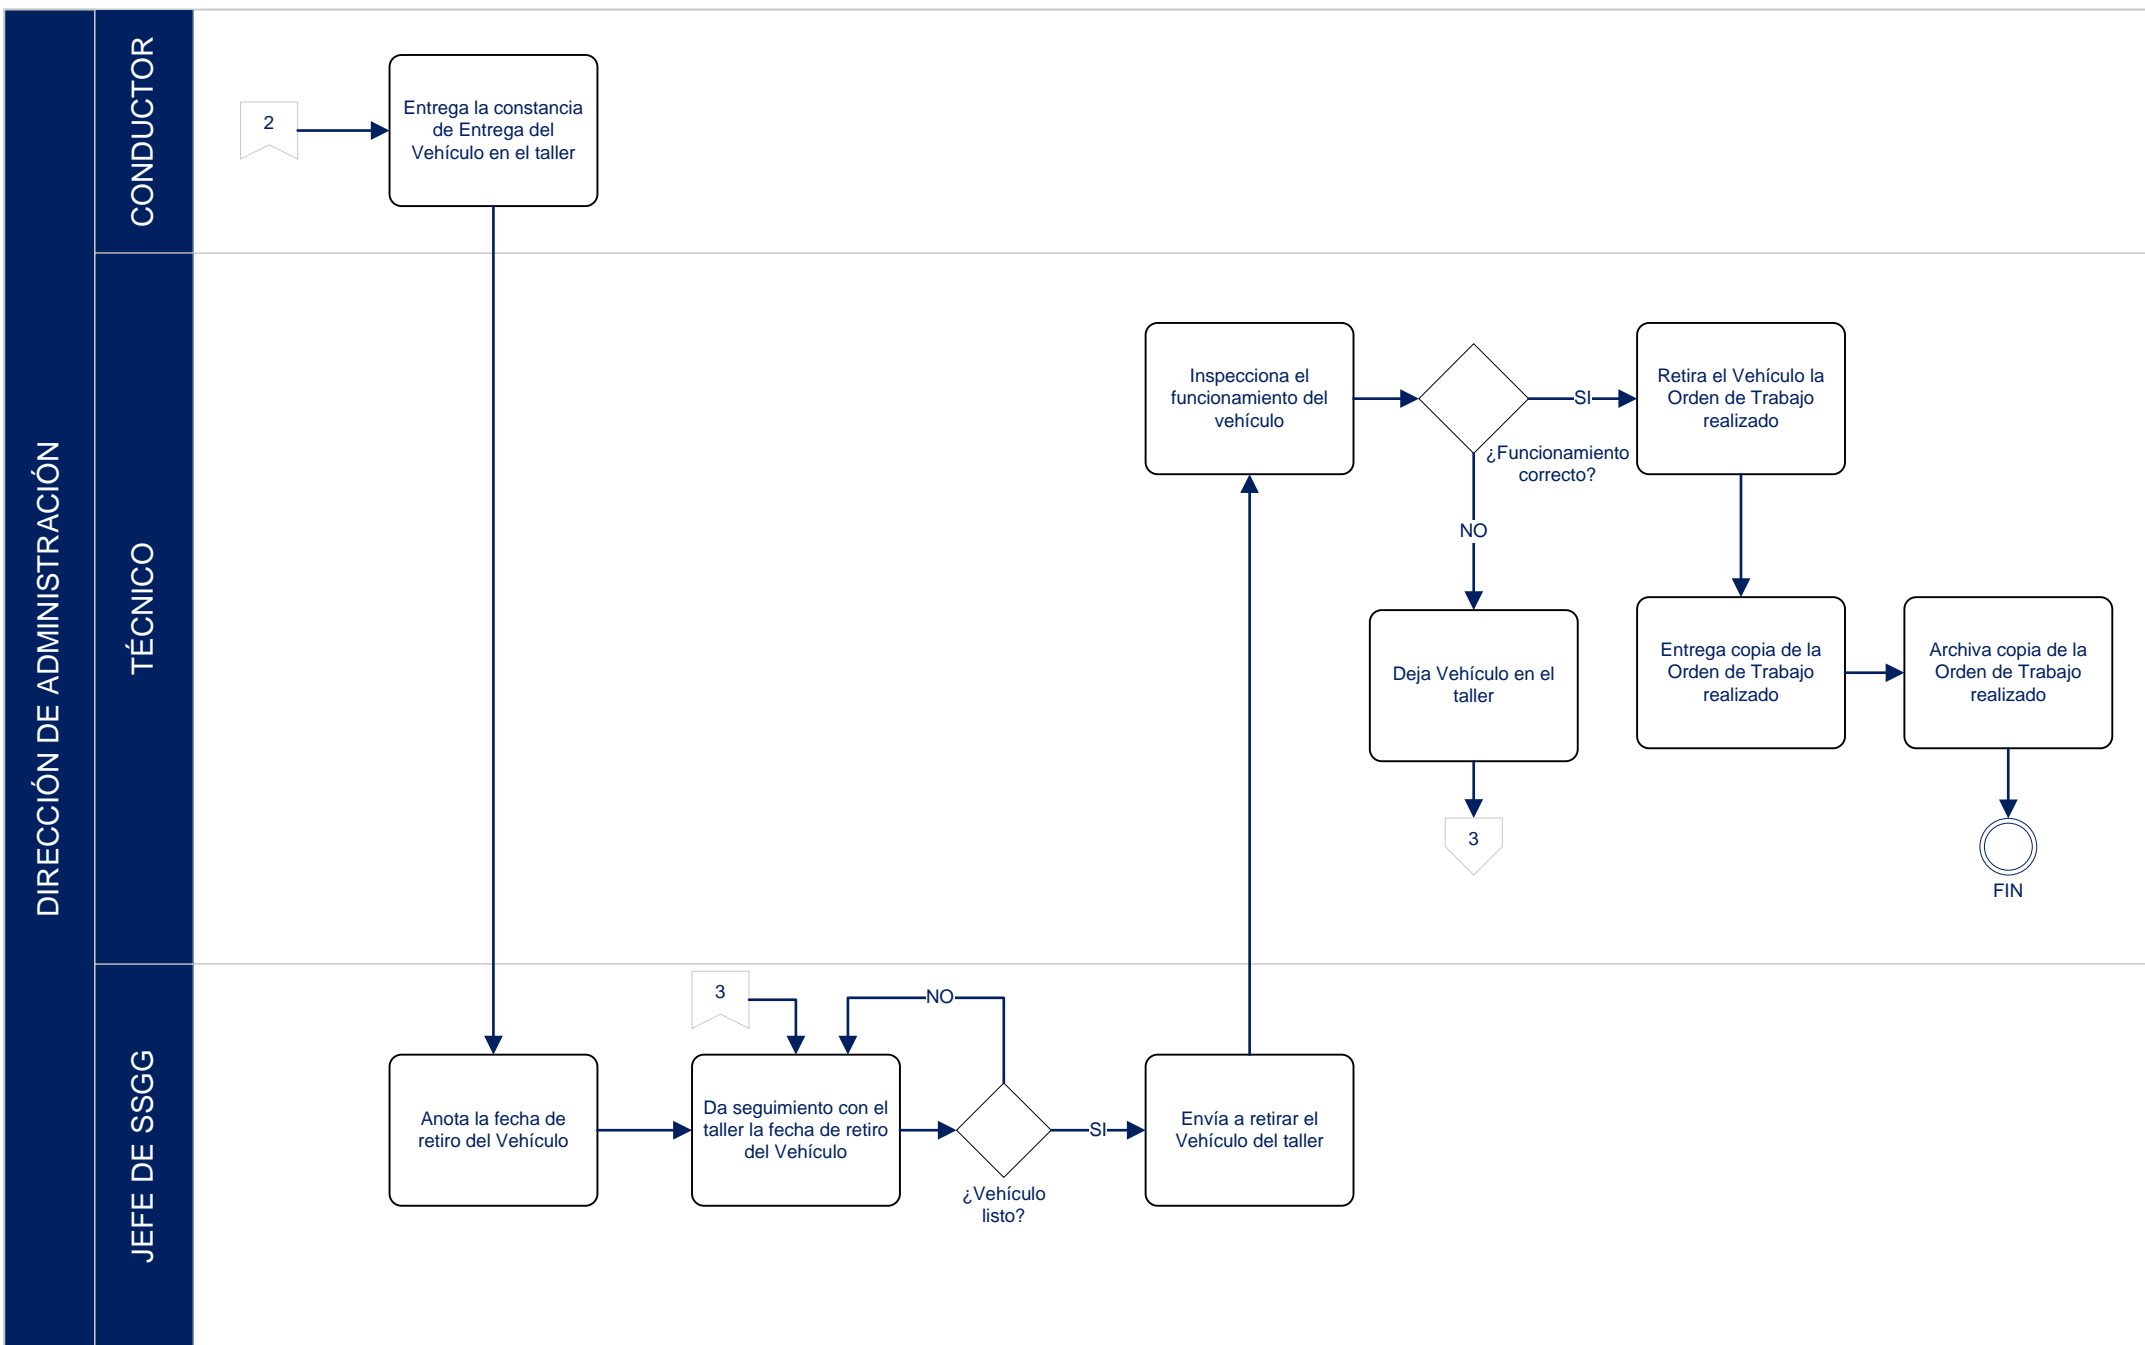 DIRECCIÓN DE ADMINISTRACIÓN
CONDUCTOR
2
Entrega la constancia
de Entrega del
Vehículo en el taller
TÉCNICO
Inspecciona el
funcionamiento del
vehículo
¿Funcionamiento
correcto?
SI
NO
Retira el Vehículo la
Orden de Trabajo
realizado
Deja Vehículo en el
taller
3
Entrega copia de la
Orden de Trabajo
realizado
Archiva copia de la
Orden de Trabajo
realizado
FIN
JEFE DE SSGG
Anota la fecha de
retiro del Vehículo
3
Da seguimiento con el
taller la fecha de retiro
del Vehículo
NO
¿Vehículo
listo?
SI
Envía a retirar el
Vehículo del taller